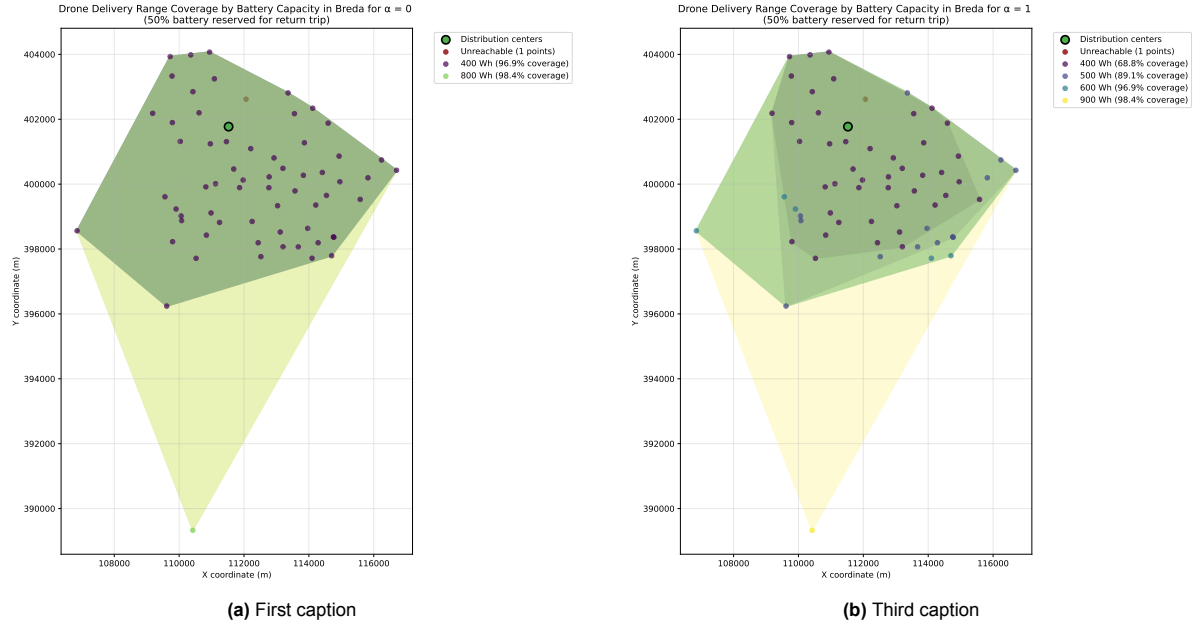 Drone Delivery Range Coverage by Battery Capacity in Breda for α = 0
(50% battery reserved for return trip)
404000
402000
400000
398000
396000
394000
392000
390000
Y coordinate (m)
108000 110000 112000 114000 116000
X coordinate (m)
Distribution centers
Unreachable (1 points)
400 Wh (96.9% coverage)
800 Wh (98.4% coverage)
(a) First caption
Drone Delivery Range Coverage by Battery Capacity in Breda for α = 1
(50% battery reserved for return trip)
404000
402000
400000
398000
396000
394000
392000
390000
Y coordinate (m)
108000 110000 112000 114000 116000
X coordinate (m)
Distribution centers
Unreachable (1 points)
400 Wh (68.8% coverage)
500 Wh (89.1% coverage)
600 Wh (96.9% coverage)
900 Wh (98.4% coverage)
(b) Third caption